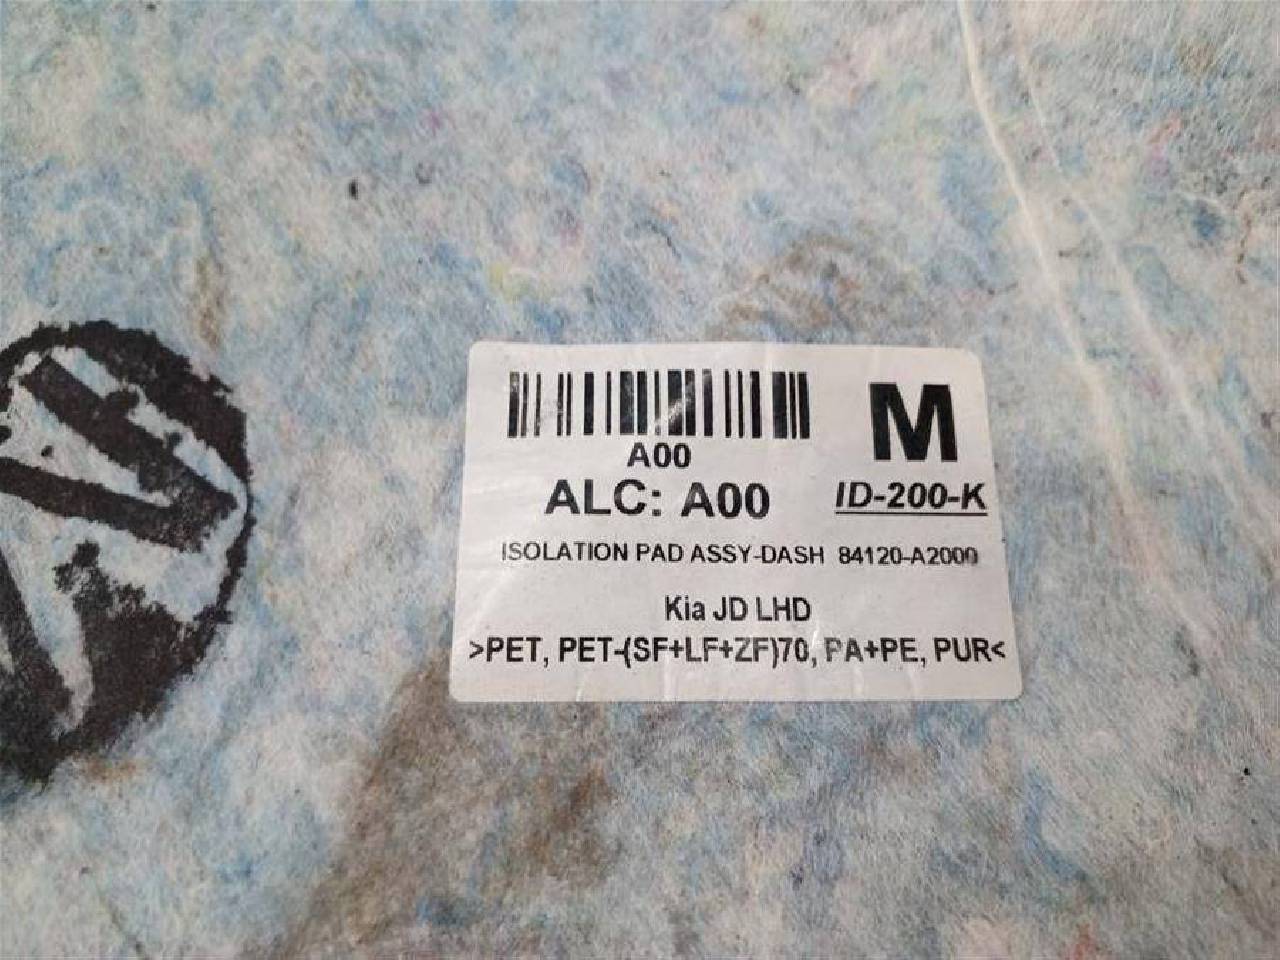 A00
M
ALC: A00
ID-200-K
ISOLATION PAD ASSY-DASH 84120-A2000
Kia JD LHD
>PET, PET-(SF+LF+ZF)70, PA+PE, PUR<